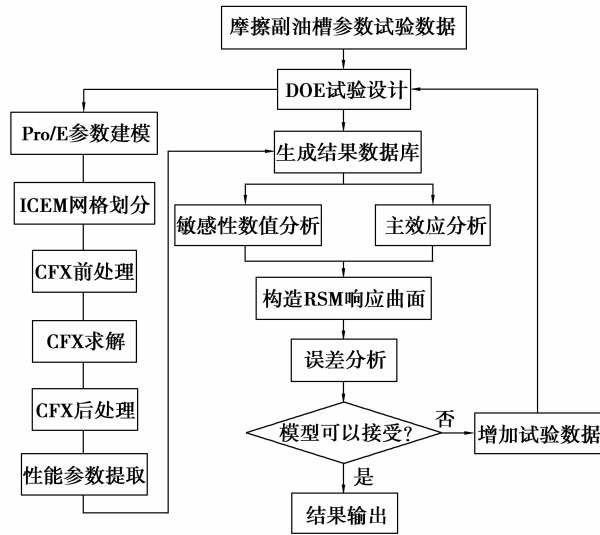 摩擦副油槽参数试验数据
DOE试验设计
Pro/E参数建模
生成结果数据库
ICEM网格划分
敏感性数值分析
主效应分析
CFX前处理
构造RSM响应曲面
CFX求解
误差分析
CFX后处理
模型可以接受?
否
增加试验数据
性能参数提取
是
结果输出